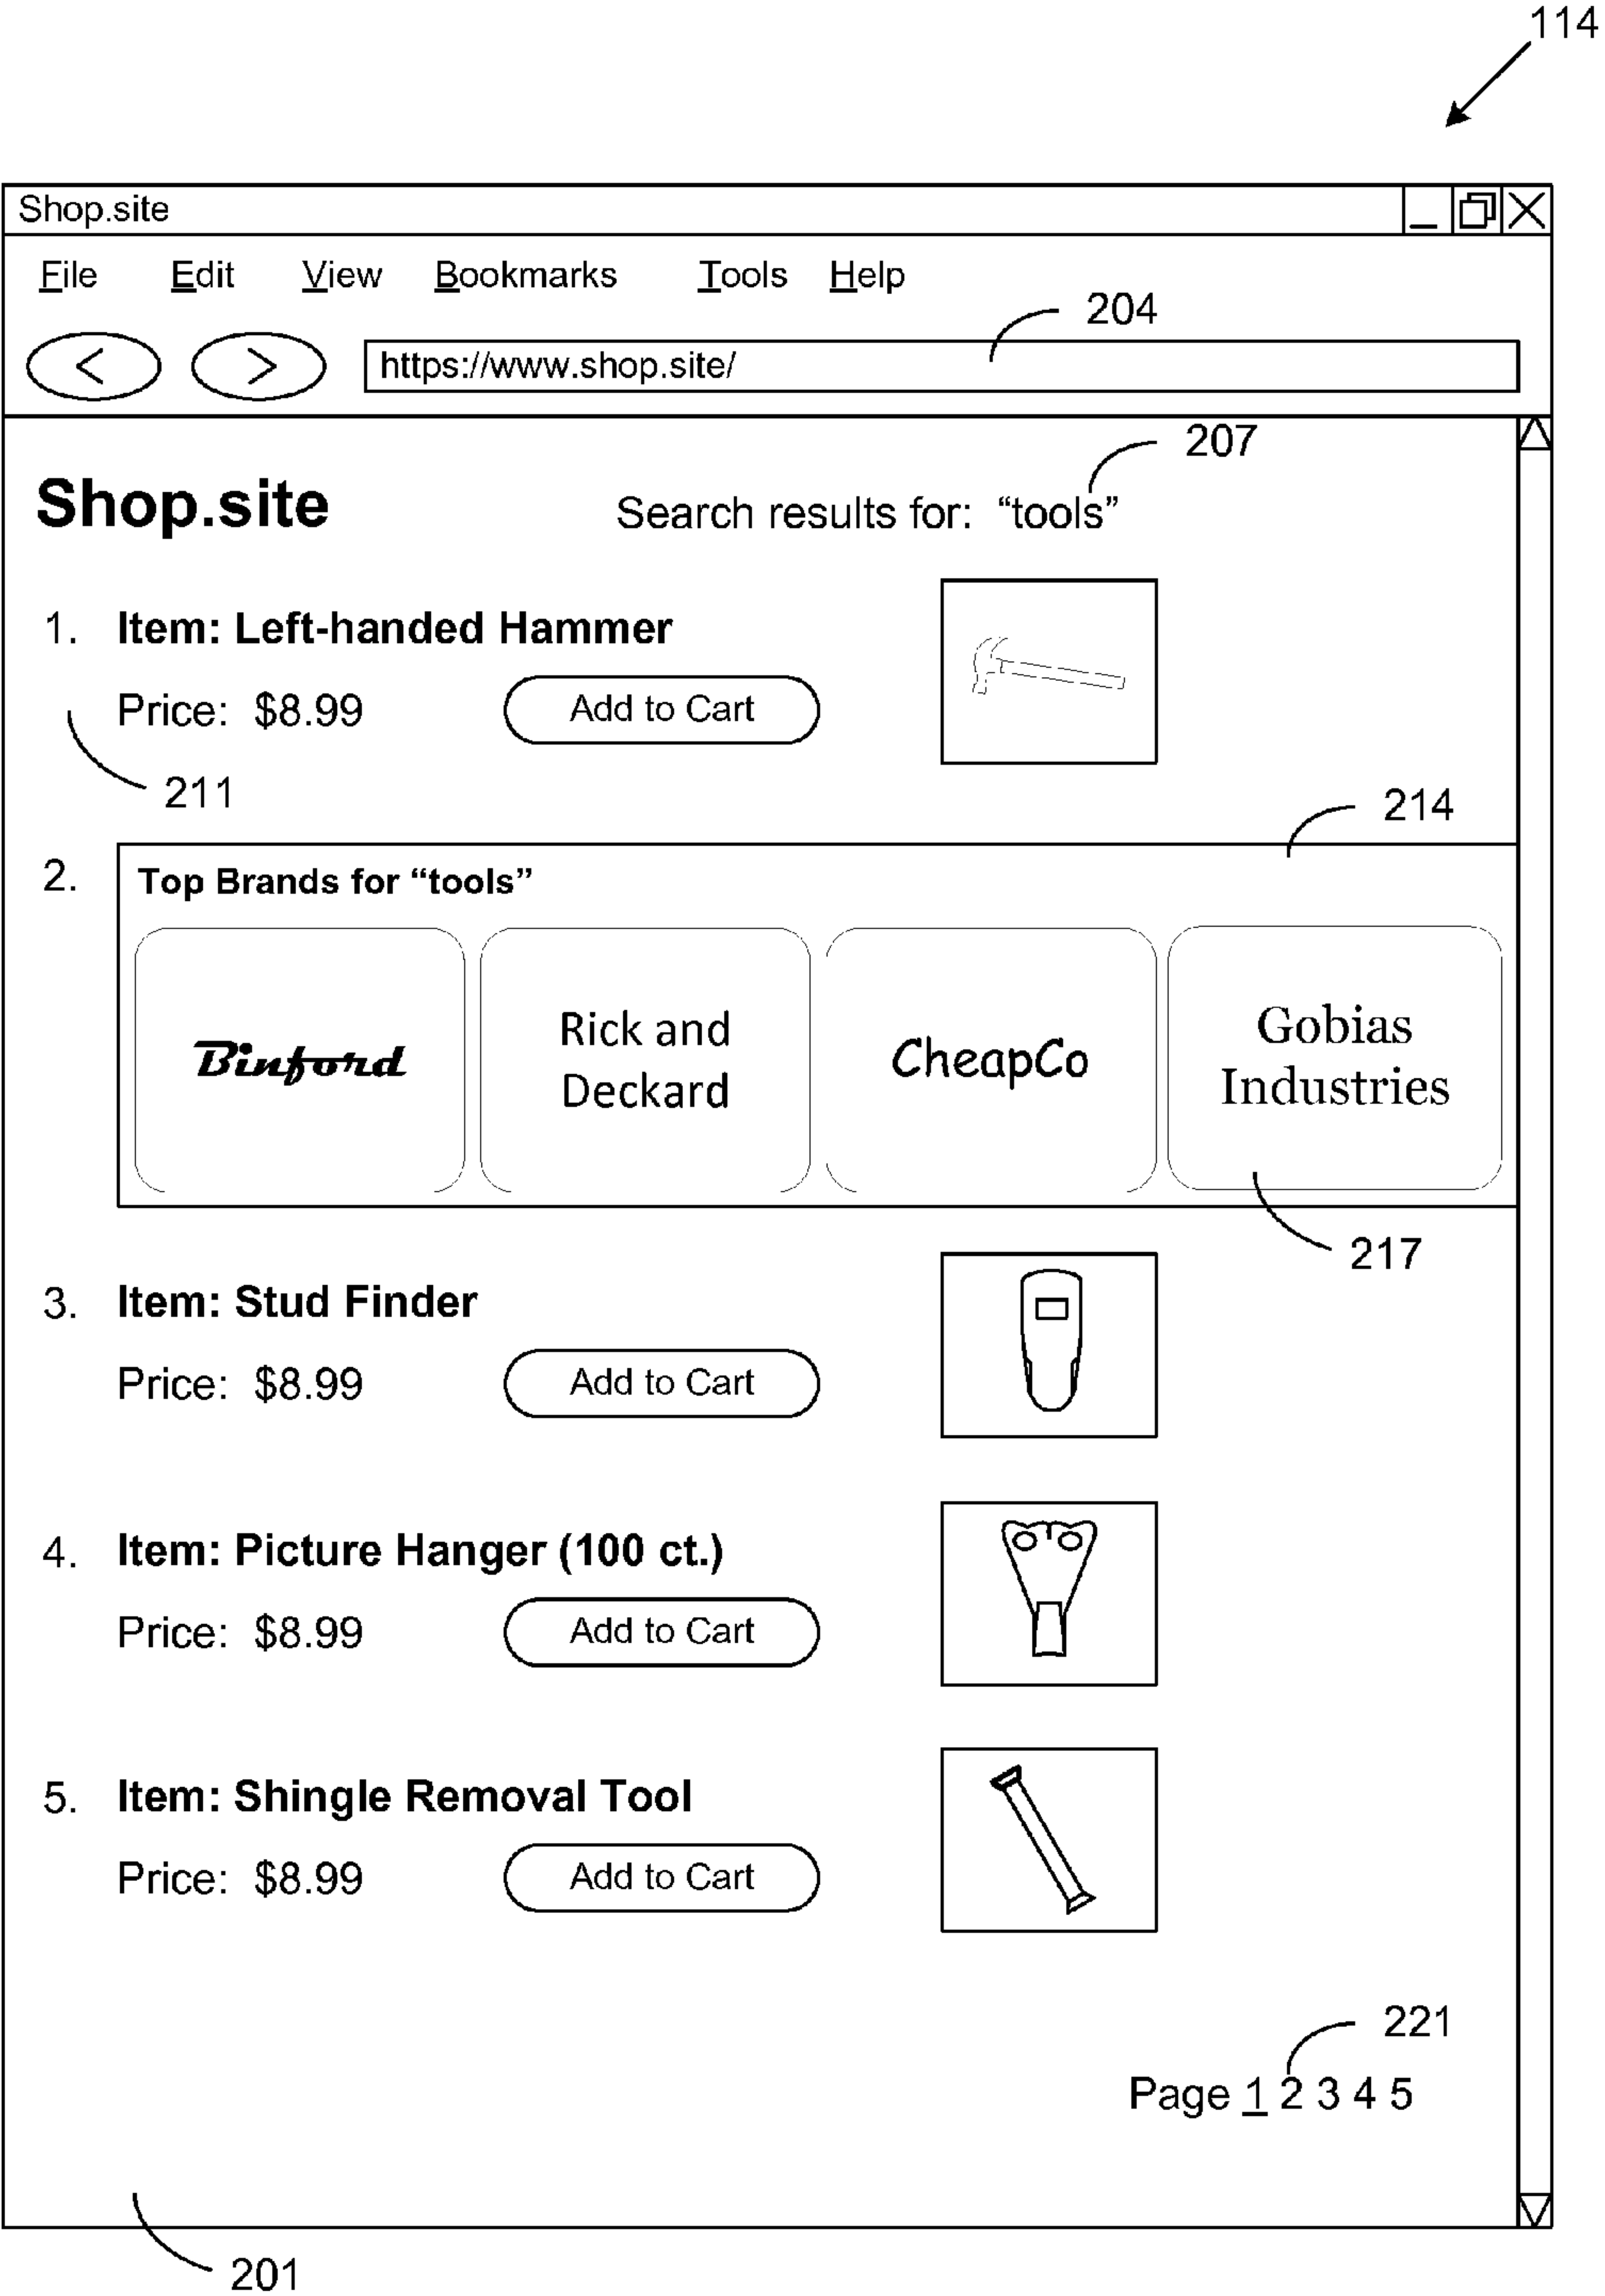 114
Shop.site
File Edit View Bookmarks Tools Help
204
< > https://www.shop.site/
207
Shop.site Search results for: “tools”
1. Item: Left-handed Hammer
Price: $8.99 Add to Cart
211
214
2. Top Brands for “tools”
Binford
Rick and
Deckard
CheapCo
Gobias
Industries
217
3. Item: Stud Finder
Price: $8.99 Add to Cart
4. Item: Picture Hanger (100 ct.)
Price: $8.99 Add to Cart
5. Item: Shingle Removal Tool
Price: $8.99 Add to Cart
221
Page 1 2 3 4 5
201